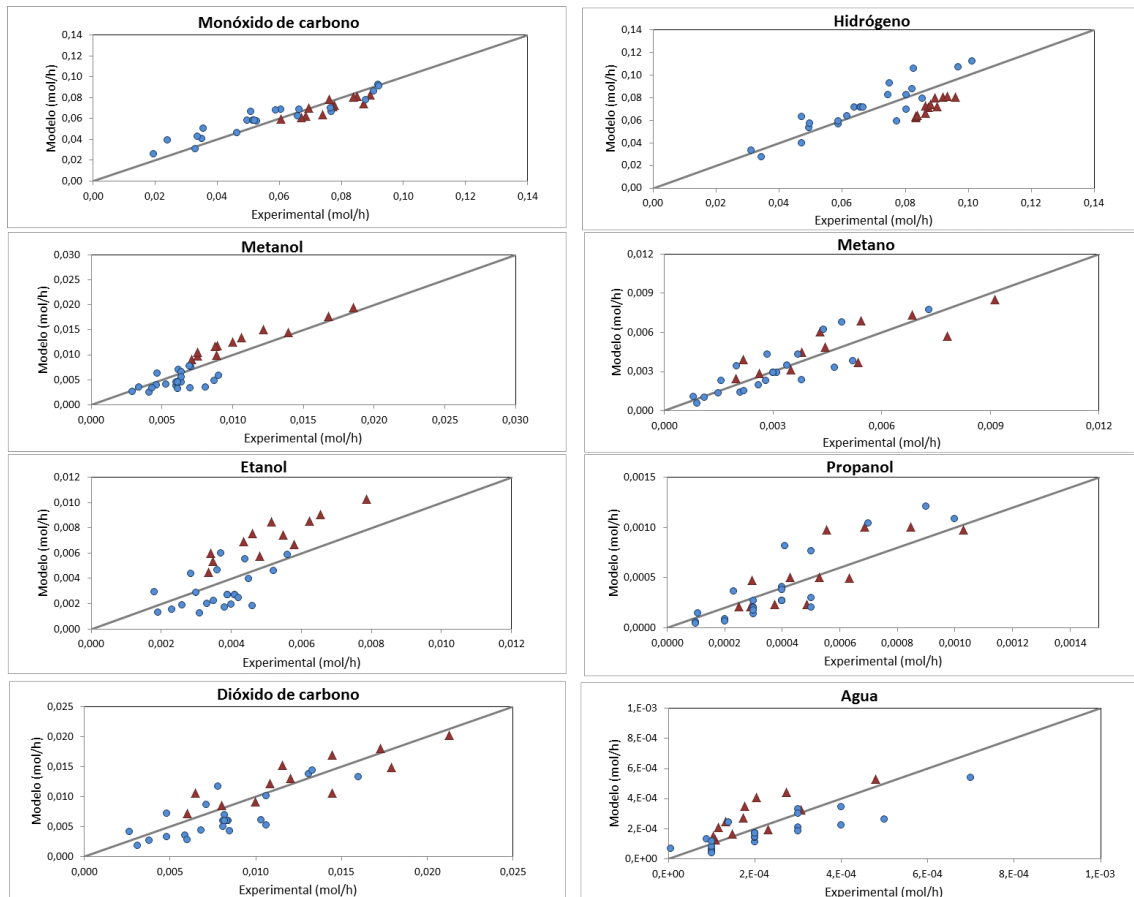 Monóxido de carbono
Modelo (mol/h)
0,14
0,12
0,10
0,08
0,06
0,04
0,02
0,00
0,00 0,02 0,04 0,06 0,08 0,10 0,12 0,14
Experimental (mol/h)
Hidrógeno
Modelo (mol/h)
0,14
0,12
0,10
0,08
0,06
0,04
0,02
0,00
0,00 0,02 0,04 0,06 0,08 0,10 0,12 0,14
Experimental (mol/h)
Metanol
Modelo (mol/h)
0,030
0,025
0,020
0,015
0,010
0,005
0,000
0,000 0,005 0,010 0,015 0,020 0,025 0,030
Experimental (mol/h)
Metano
Modelo (mol/h)
0,012
0,009
0,006
0,003
0,000
0,000 0,003 0,006 0,009 0,012
Experimental (mol/h)
Etanol
Modelo (mol/h)
0,012
0,010
0,008
0,006
0,004
0,002
0,000
0,000 0,002 0,004 0,006 0,008 0,010 0,012
Experimental (mol/h)
Propanol
Modelo (mol/h)
0,0015
0,0010
0,0005
0,0000
0,0000 0,0002 0,0004 0,0006 0,0008 0,0010 0,0012 0,0014
Experimental (mol/h)
Dióxido de carbono
Modelo (mol/h)
0,025
0,020
0,015
0,010
0,005
0,000
0,000 0,005 0,010 0,015 0,020 0,025
Experimental (mol/h)
Agua
Modelo (mol/h)
1,E-03
8,E-04
6,E-04
4,E-04
2,E-04
0,E+00
0,E+00 2,E-04 4,E-04 6,E-04 8,E-04 1,E-03
Experimental (mol/h)